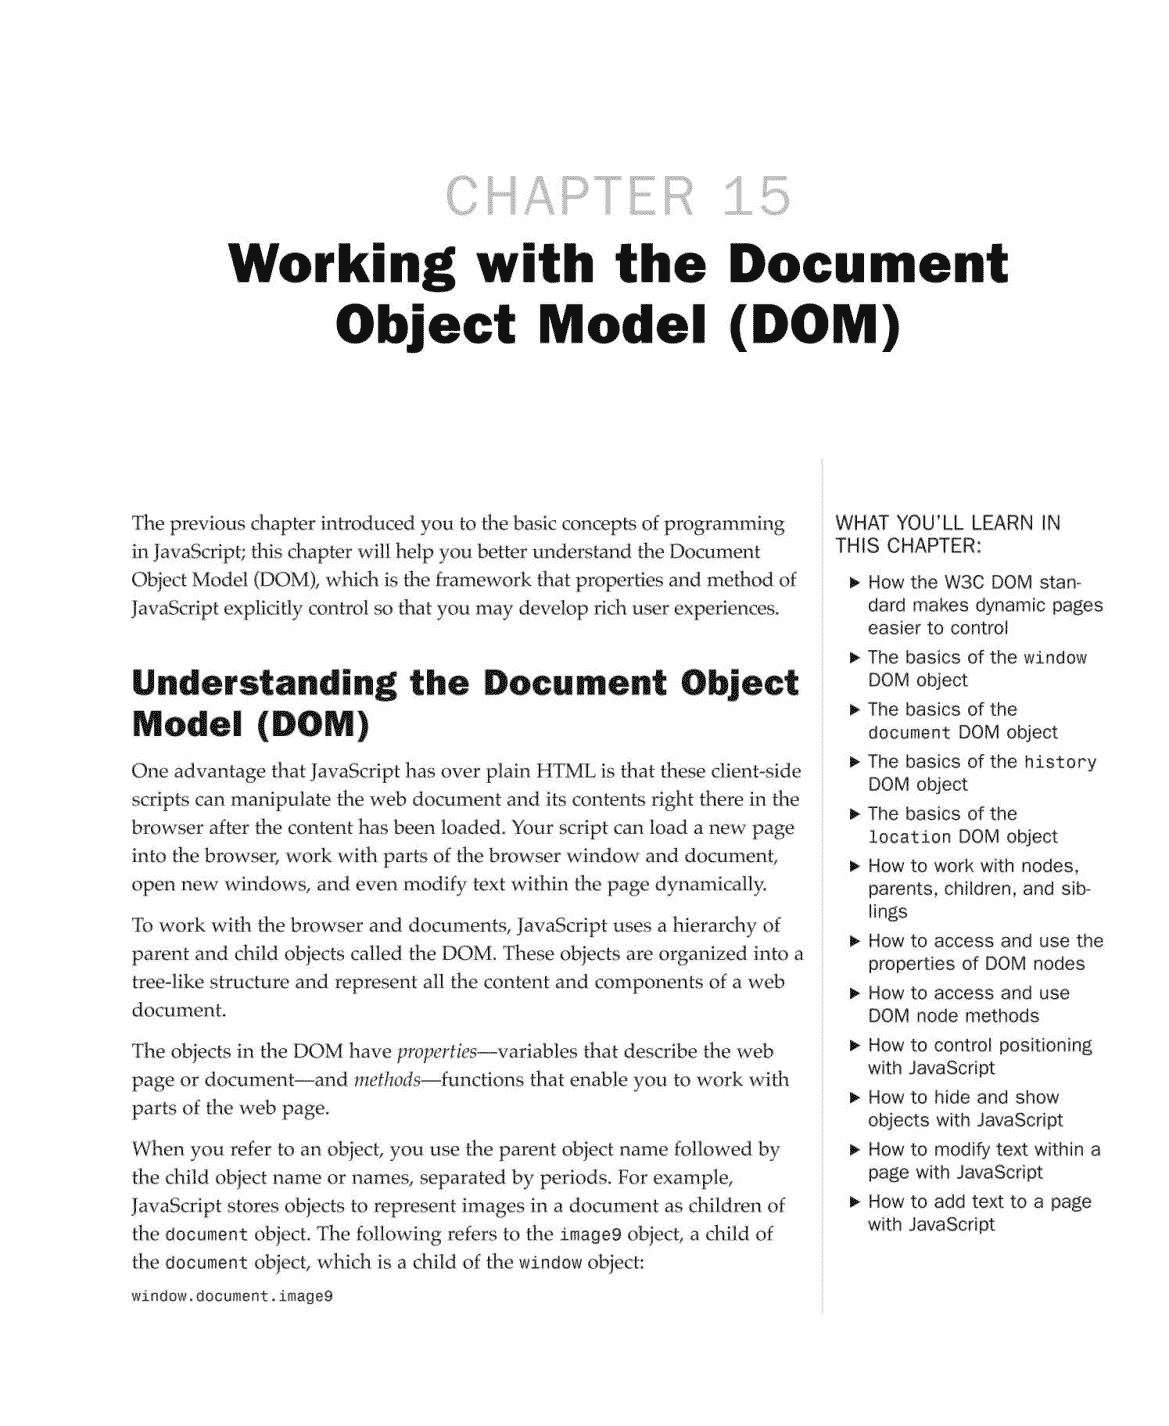 CHAPTER 15
Working with the Document
Object Model (DOM)
The previous chapter introduced you to the basic concepts of programming
in JavaScript; this chapter will help you better understand the Document
Object Model (DOM), which is the framework that properties and method of
JavaScript explicitly control so that you may develop rich user experiences.
Understanding the Document Object
Model (DOM)
One advantage that JavaScript has over plain HTML is that these client-side
scripts can manipulate the web document and its contents right there in the
browser after the content has been loaded. Your script can load a new page
into the browser, work with parts of the browser window and document,
open new windows, and even modify text within the page dynamically.
To work with the browser and documents, JavaScript uses a hierarchy of
parent and child objects called the DOM. These objects are organized into a
tree-like structure and represent all the content and components of a web
document.
The objects in the DOM have properties—variables that describe the web
page or document—and methods—functions that enable you to work with
parts of the web page.
When you refer to an object, you use the parent object name followed by
the child object name or names, separated by periods. For example,
JavaScript stores objects to represent images in a document as children of
the document object. The following refers to the image9 object, a child of
the document object, which is a child of the window object:
window.document.image9
WHAT YOU'LL LEARN IN
THIS CHAPTER:
▶ How the W3C DOM stan-
dard makes dynamic pages
easier to control
▶ The basics of the window
DOM object
▶ The basics of the
document DOM object
▶ The basics of the history
DOM object
▶ The basics of the
location DOM object
▶ How to work with nodes,
parents, children, and sib-
lings
▶ How to access and use the
properties of DOM nodes
▶ How to access and use
DOM node methods
▶ How to control positioning
with JavaScript
▶ How to hide and show
objects with JavaScript
▶ How to modify text within a
page with JavaScript
▶ How to add text to a page
with JavaScript